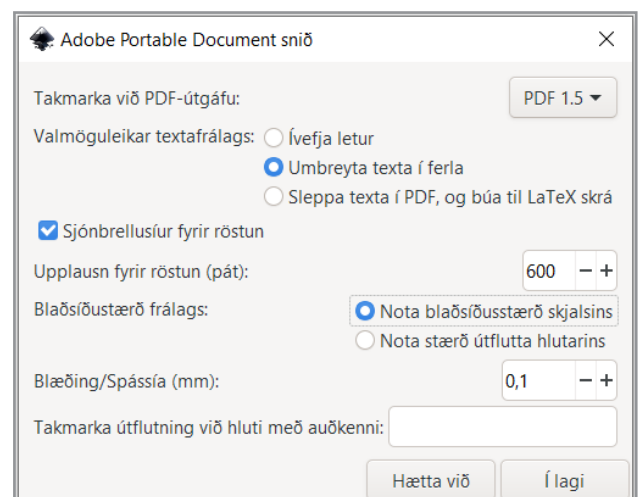 Adobe Portable Document snið
Takmarka við PDF-útgáfu: PDF 1.5
Valmöguleikar textafrálags: Ívefja letur
Umbreyta texta í ferla
Sleppa texta í PDF, og búa til LaTeX skrá
Sjónbrellusíur fyrir röstun
Upplausn fyrir röstun (pát): 600
Blaðsíðustærð frálags: Nota blaðsíðusstærð skjalsins
Nota stærð útflutta hlutarins
Blæðing/Spássía (mm): 0,1
Takmarka útflutning við hluti með auðkenni:
Hætta við Í lagi